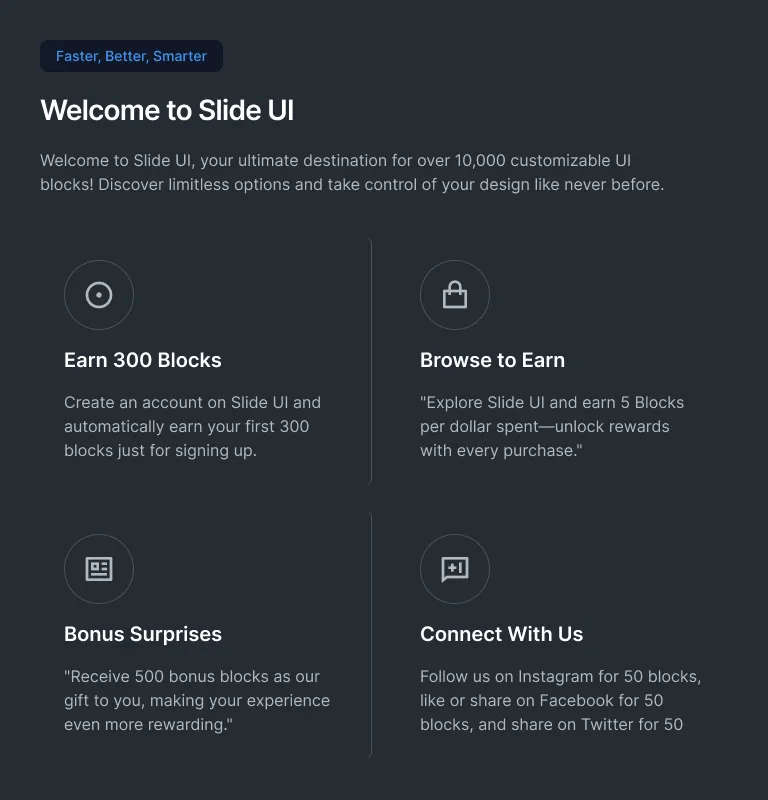 Faster, Better, Smarter
Welcome to Slide UI
Welcome to Slide UI, your ultimate destination for over 10,000 customizable UI
blocks! Discover limitless options and take control of your design like never before.
Earn 300 Blocks
Create an account on Slide UI and
automatically earn your first 300
blocks just for signing up.
Browse to Earn
"Explore Slide UI and earn 5 Blocks
per dollar spent—unlock rewards
with every purchase."
Bonus Surprises
"Receive 500 bonus blocks as our
gift to you, making your experience
even more rewarding."
Connect With Us
Follow us on Instagram for 50 blocks,
like or share on Facebook for 50
blocks, and share on Twitter for 50